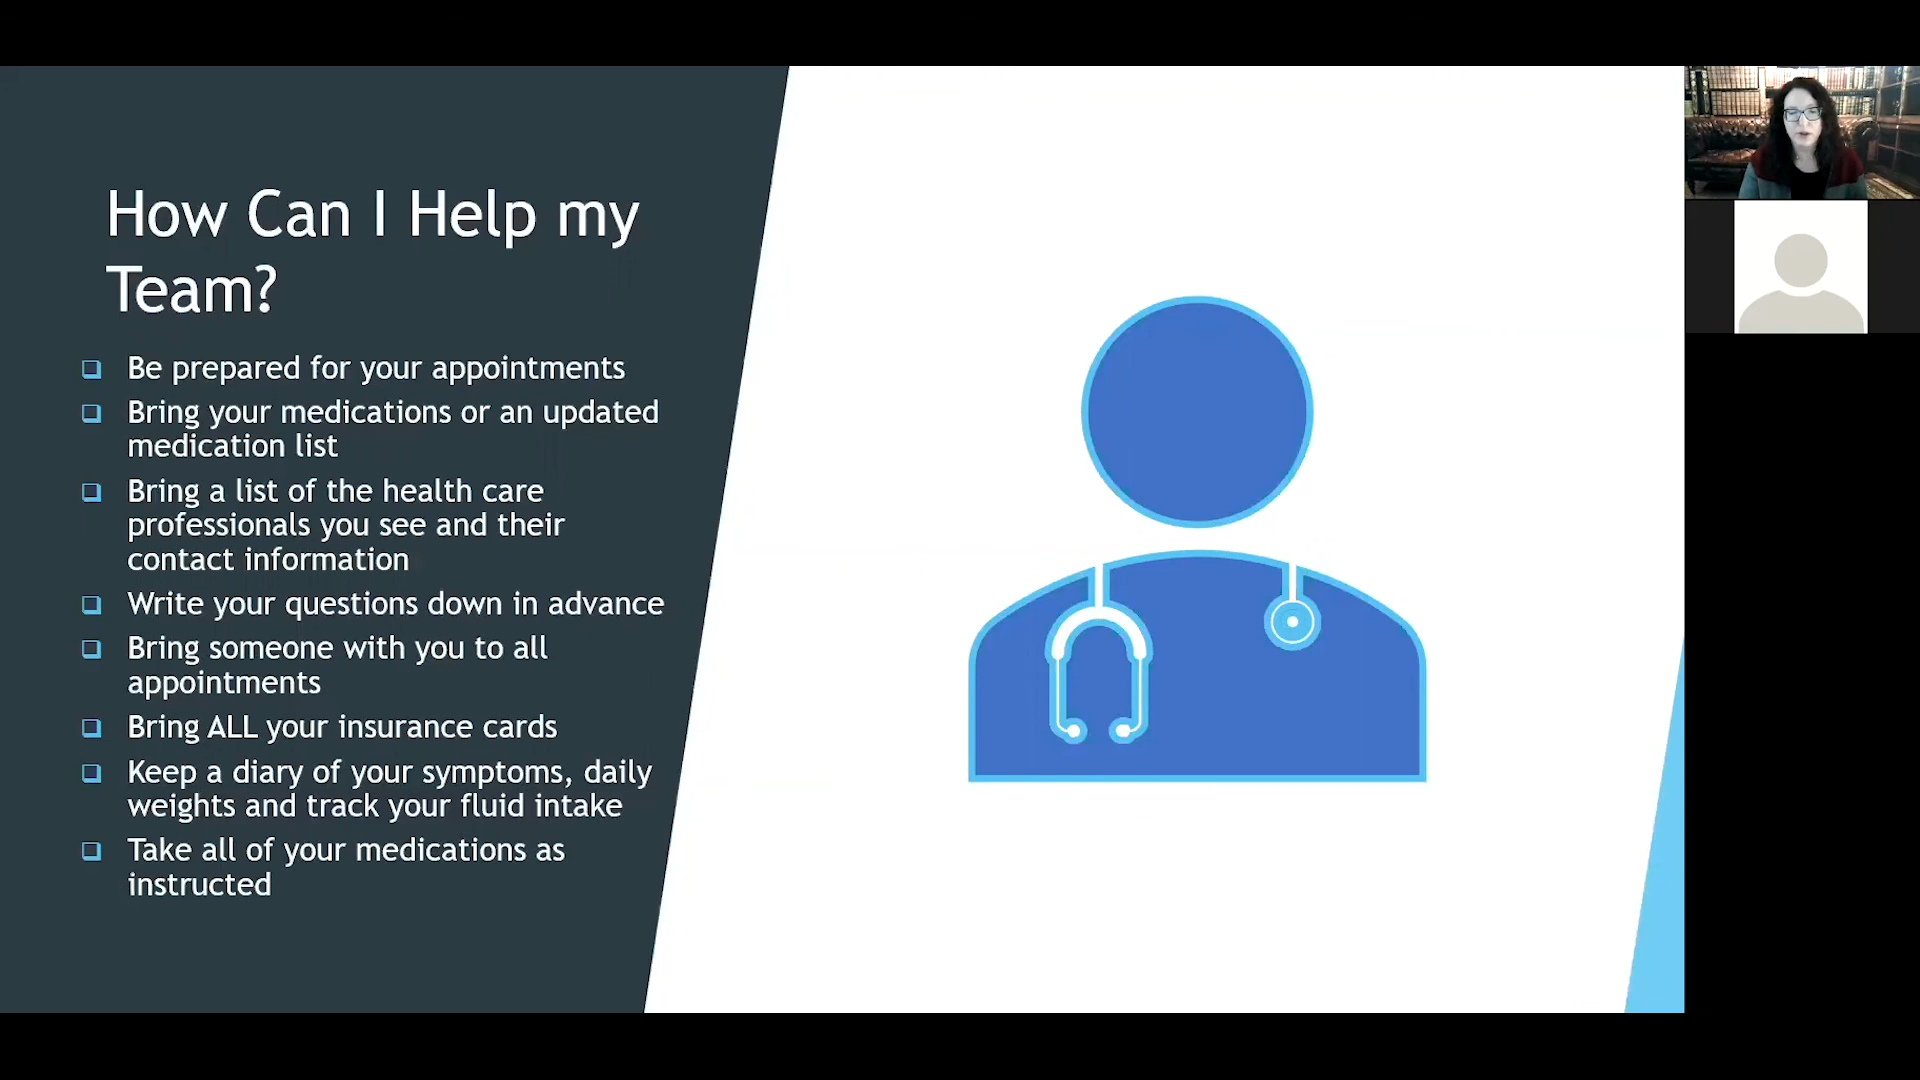 How Can I Help my
Team?
Be prepared for your appointments
Bring your medications or an updated
medication list
Bring a list of the health care
professionals you see and their
contact information
Write your questions down in advance
Bring someone with you to all
appointments
Bring ALL your insurance cards
Keep a diary of your symptoms, daily
weights and track your fluid intake
Take all of your medications as
instructed